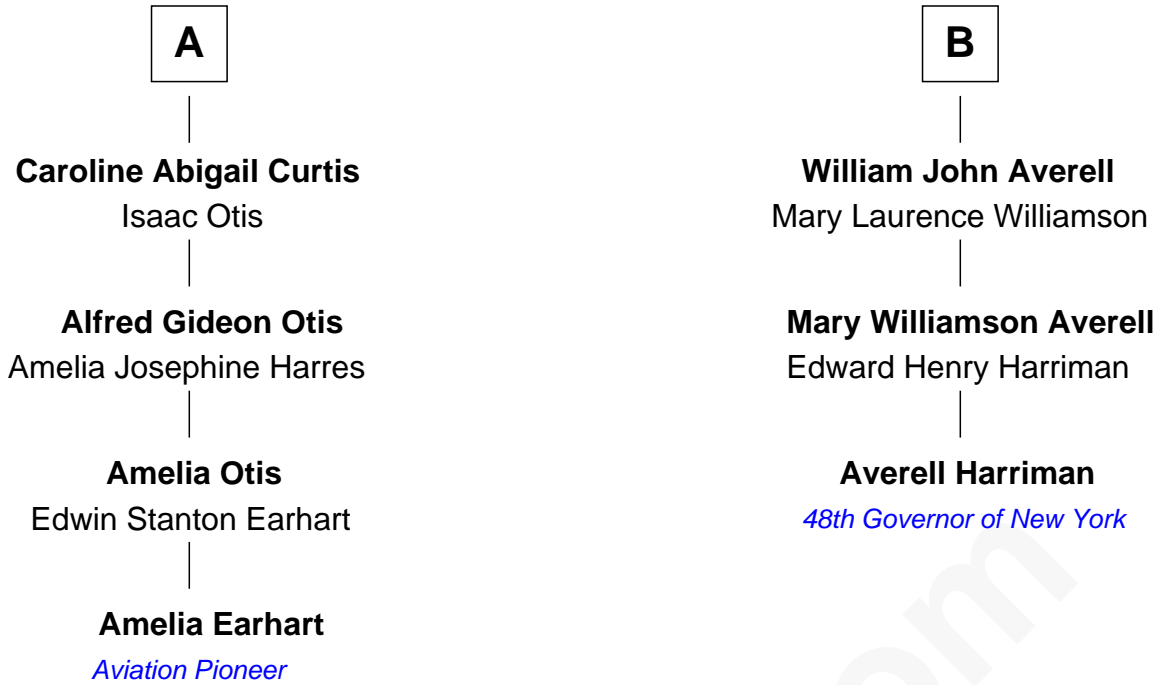 A
Caroline Abigail Curtis
Isaac Otis
Alfred Gideon Otis
Amelia Josephine Harres
Amelia Otis
Edwin Stanton Earhart
Amelia Earhart
Aviation Pioneer
B
William John Averell
Mary Laurence Williamson
Mary Williamson Averell
Edward Henry Harriman
Averell Harriman
48th Governor of New York
om